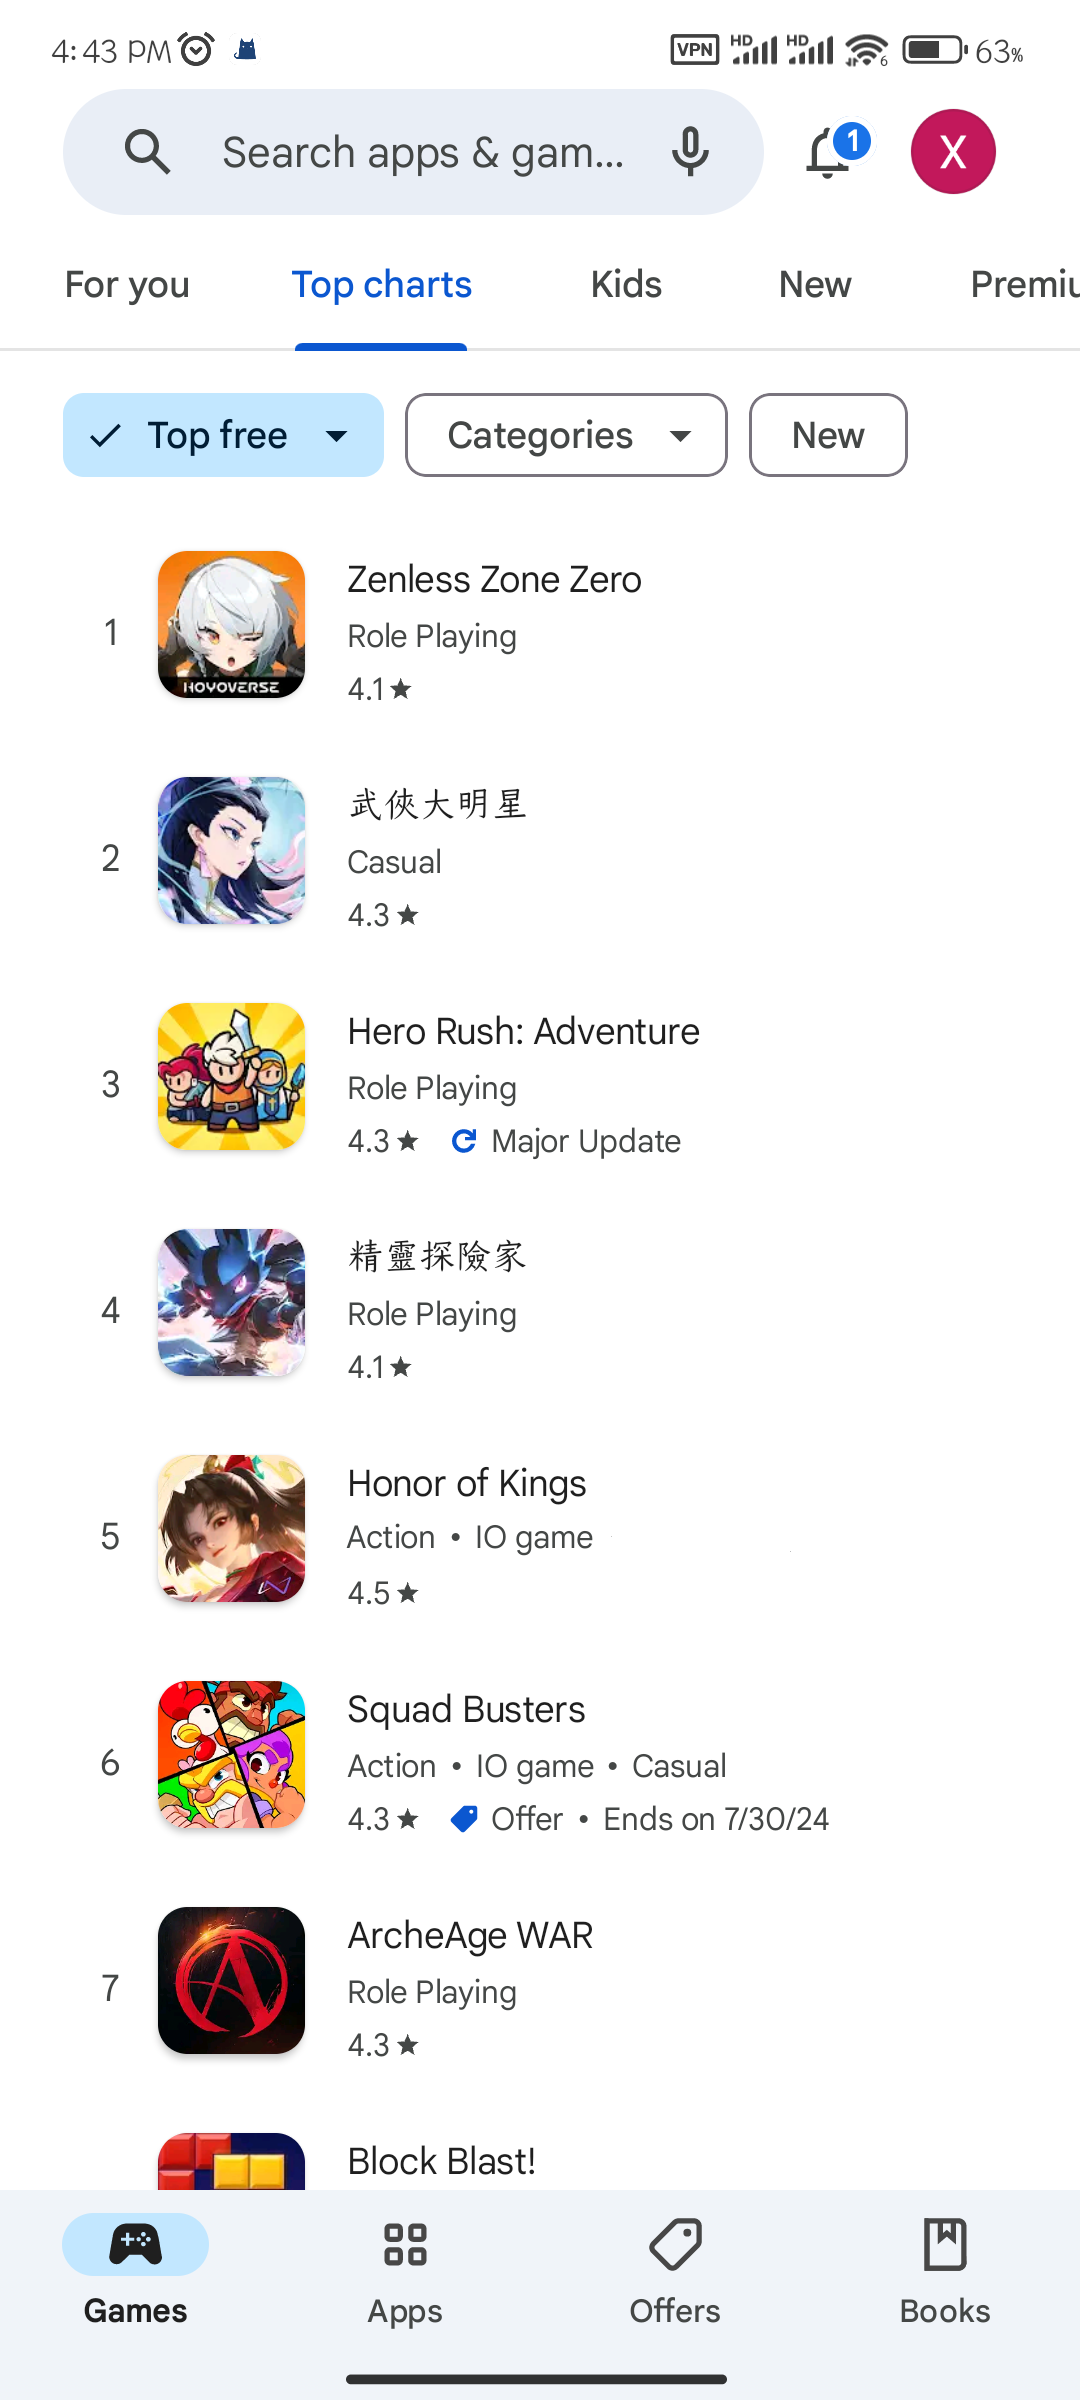 4:43 PM VPN HD HD 6 63%
Search apps & gam... 1 X
For you Top charts Kids New Premiu
Top free Categories New
1 Zenless Zone Zero
Role Playing
4.1★
HOYOVERSE
2 武俠大明星
Casual
4.3★
3 Hero Rush: Adventure
Role Playing
4.3★ Major Update
4 精靈探險家
Role Playing
4.1★
5 Honor of Kings
Action • IO game
4.5★
6 Squad Busters
Action • IO game • Casual
4.3★ Offer • Ends on 7/30/24
7 ArcheAge WAR
Role Playing
4.3★
Block Blast!
Games Apps Offers Books